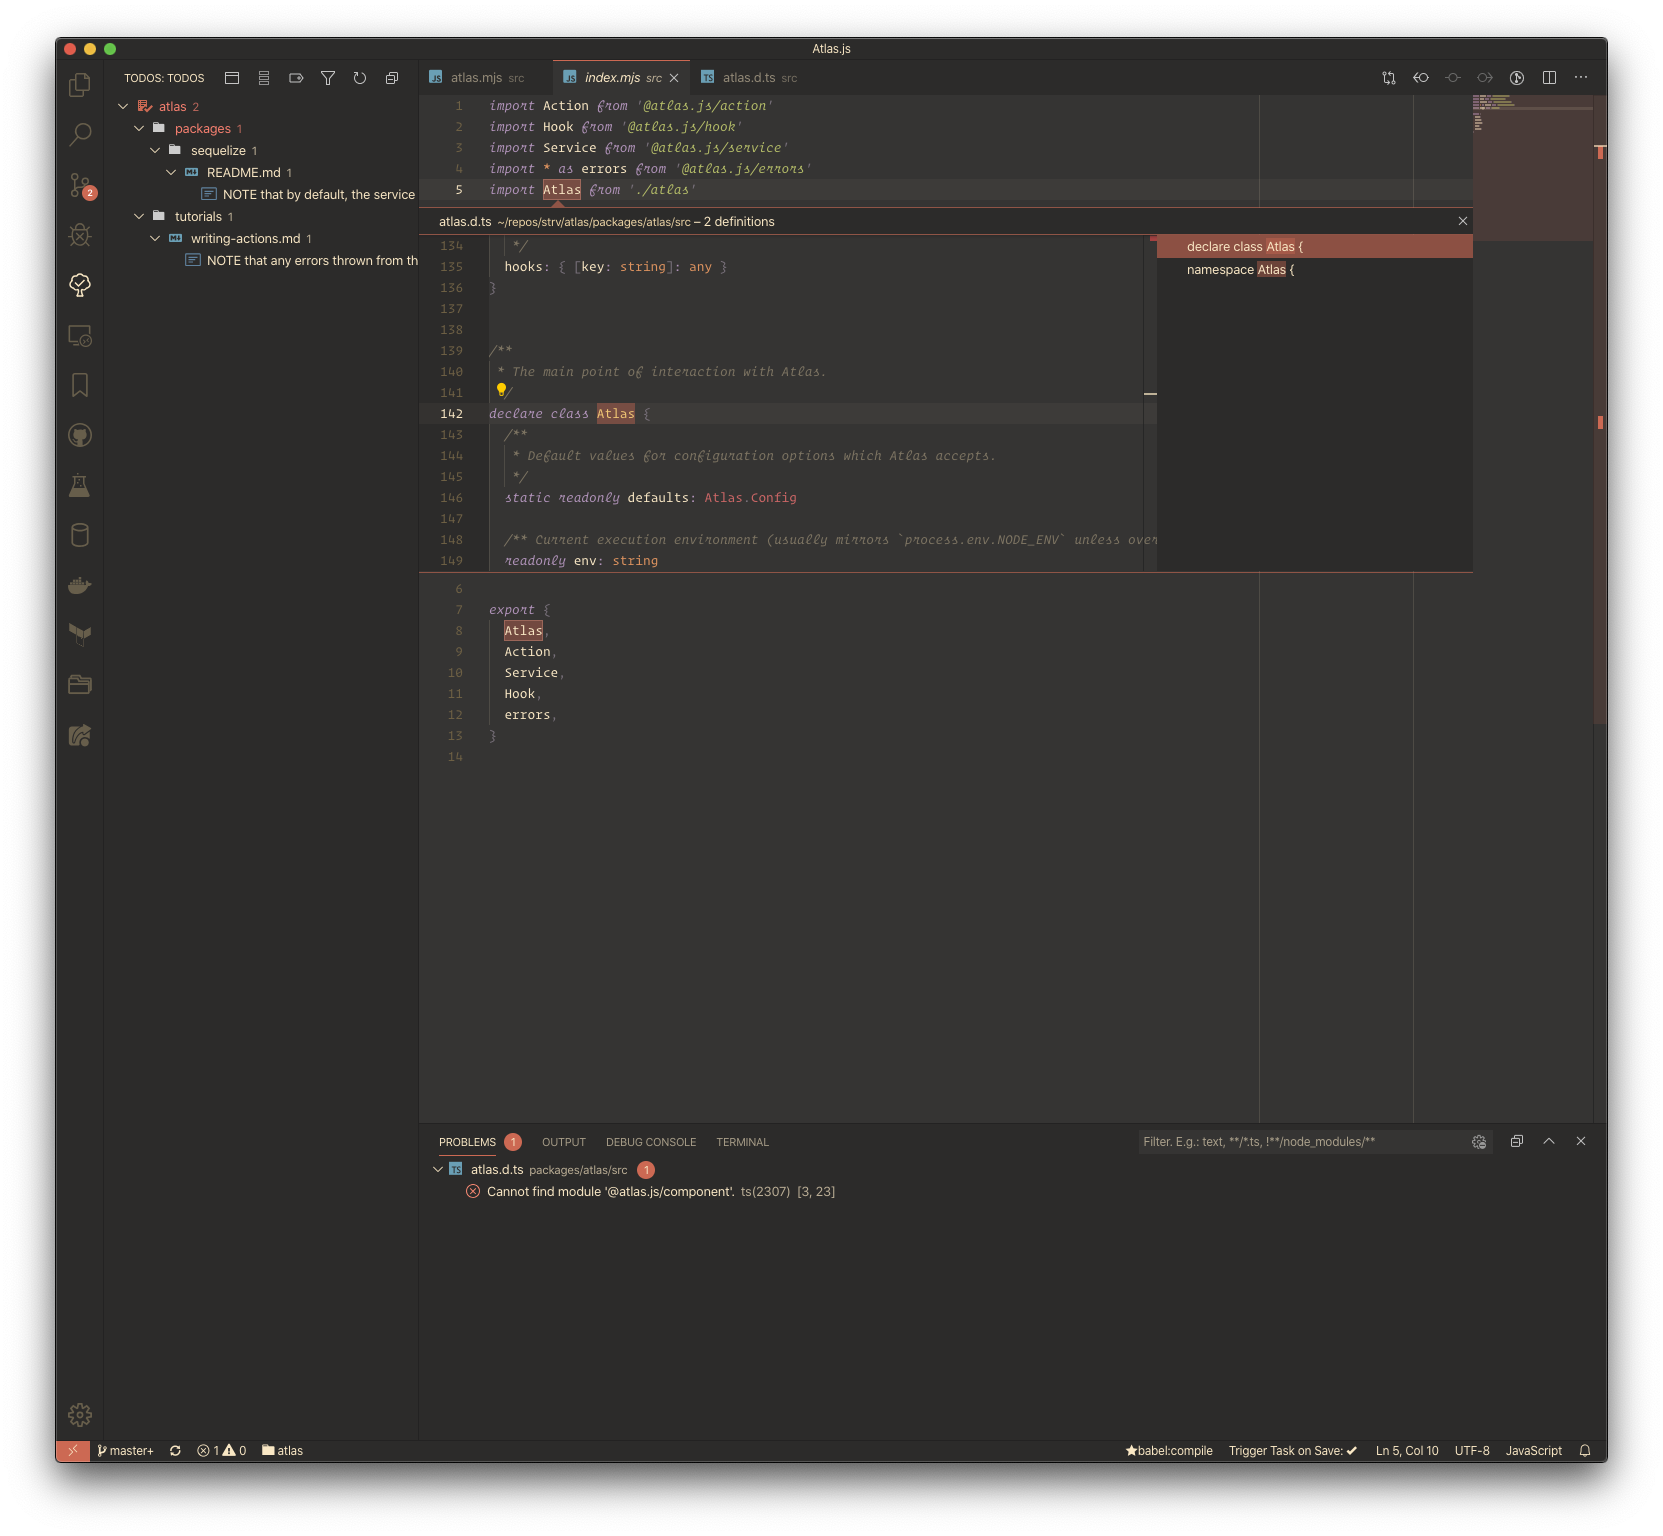 Atlas.js
TODOS: TODOS
atlas 2
packages 1
sequelize 1
README.md 1
NOTE that by default, the service
tutorials 1
writing-actions.md 1
NOTE that any errors thrown from th
2
JS atlas.mjs src
JS index.mjs src
TS atlas.d.ts src
1 import Action from '@atlas.js/action'
2 import Hook from '@atlas.js/hook'
3 import Service from '@atlas.js/service'
4 import * as errors from '@atlas.js/errors'
5 import Atlas from './atlas'
atlas.d.ts ~/repos/strv/atlas/packages/atlas/src – 2 definitions
134 */
135 hooks: { [key: string]: any }
136 }
137
138
139 /**
140 * The main point of interaction with Atlas.
141 */
142 declare class Atlas {
143 /**
144 * Default values for configuration options which Atlas accepts.
145 */
146 static readonly defaults: Atlas.Config
147
148 /** Current execution environment (usually mirrors `process.env.NODE_ENV` unless over
149 readonly env: string
declare class Atlas {
namespace Atlas {
6
7 export {
8 Atlas,
9 Action,
10 Service,
11 Hook,
12 errors,
13 }
14
PROBLEMS 1 OUTPUT DEBUG CONSOLE TERMINAL
Filter. E.g.: text, **/*.ts, !**/node_modules/**
TS atlas.d.ts packages/atlas/src 1
Cannot find module '@atlas.js/component'. ts(2307) [3, 23]
master+ 1 0 atlas
babel:compile Trigger Task on Save: ✔ Ln 5, Col 10 UTF-8 JavaScript